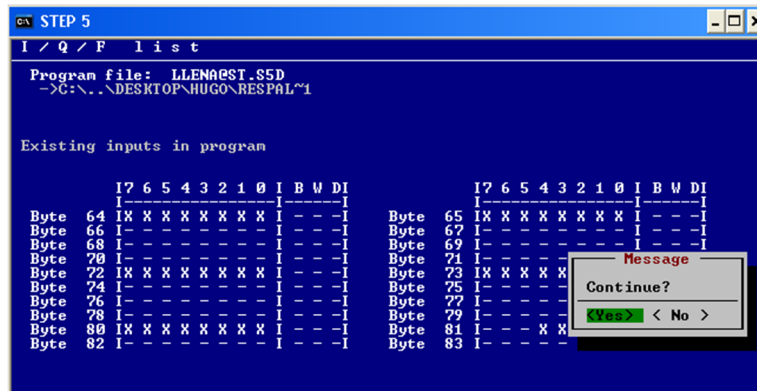 STEP 5
I / Q / F list
Program file: LLENA@ST.S5D
->C:\..\DESKTOP\HUGO\RESPAL~1
Existing inputs in program
I7 6 5 4 3 2 1 0 I B W DI I7 6 5 4 3 2 1 0 I B W DI
I---------------I------I I---------------I------I
Byte 64 IX X X X X X X X I - - -I Byte 65 IX X X X X X X X I - - -I
Byte 66 I- - - - - - - - I - - -I Byte 67 I- - - - - - - - I - - -I
Byte 68 I- - - - - - - - I - - -I Byte 69 I- - - - - - - - I - - -I
Byte 70 I- - - - - - - - I - - -I Byte 71 I- - - - -
Byte 72 IX X X X X X X X I - - -I Byte 73 IX X X X X
Byte 74 I- - - - - - - - I - - -I Byte 75 I- - - - -
Byte 76 I- - - - - - - - I - - -I Byte 77 I- - - - -
Byte 78 I- - - - - - - - I - - -I Byte 79 I- - - - -
Byte 80 IX X X X X X X X I - - -I Byte 81 I- - - X X
Byte 82 I- - - - - - - - I - - -I Byte 83 I- - - - -
Message
Continue?
<Yes> < No >